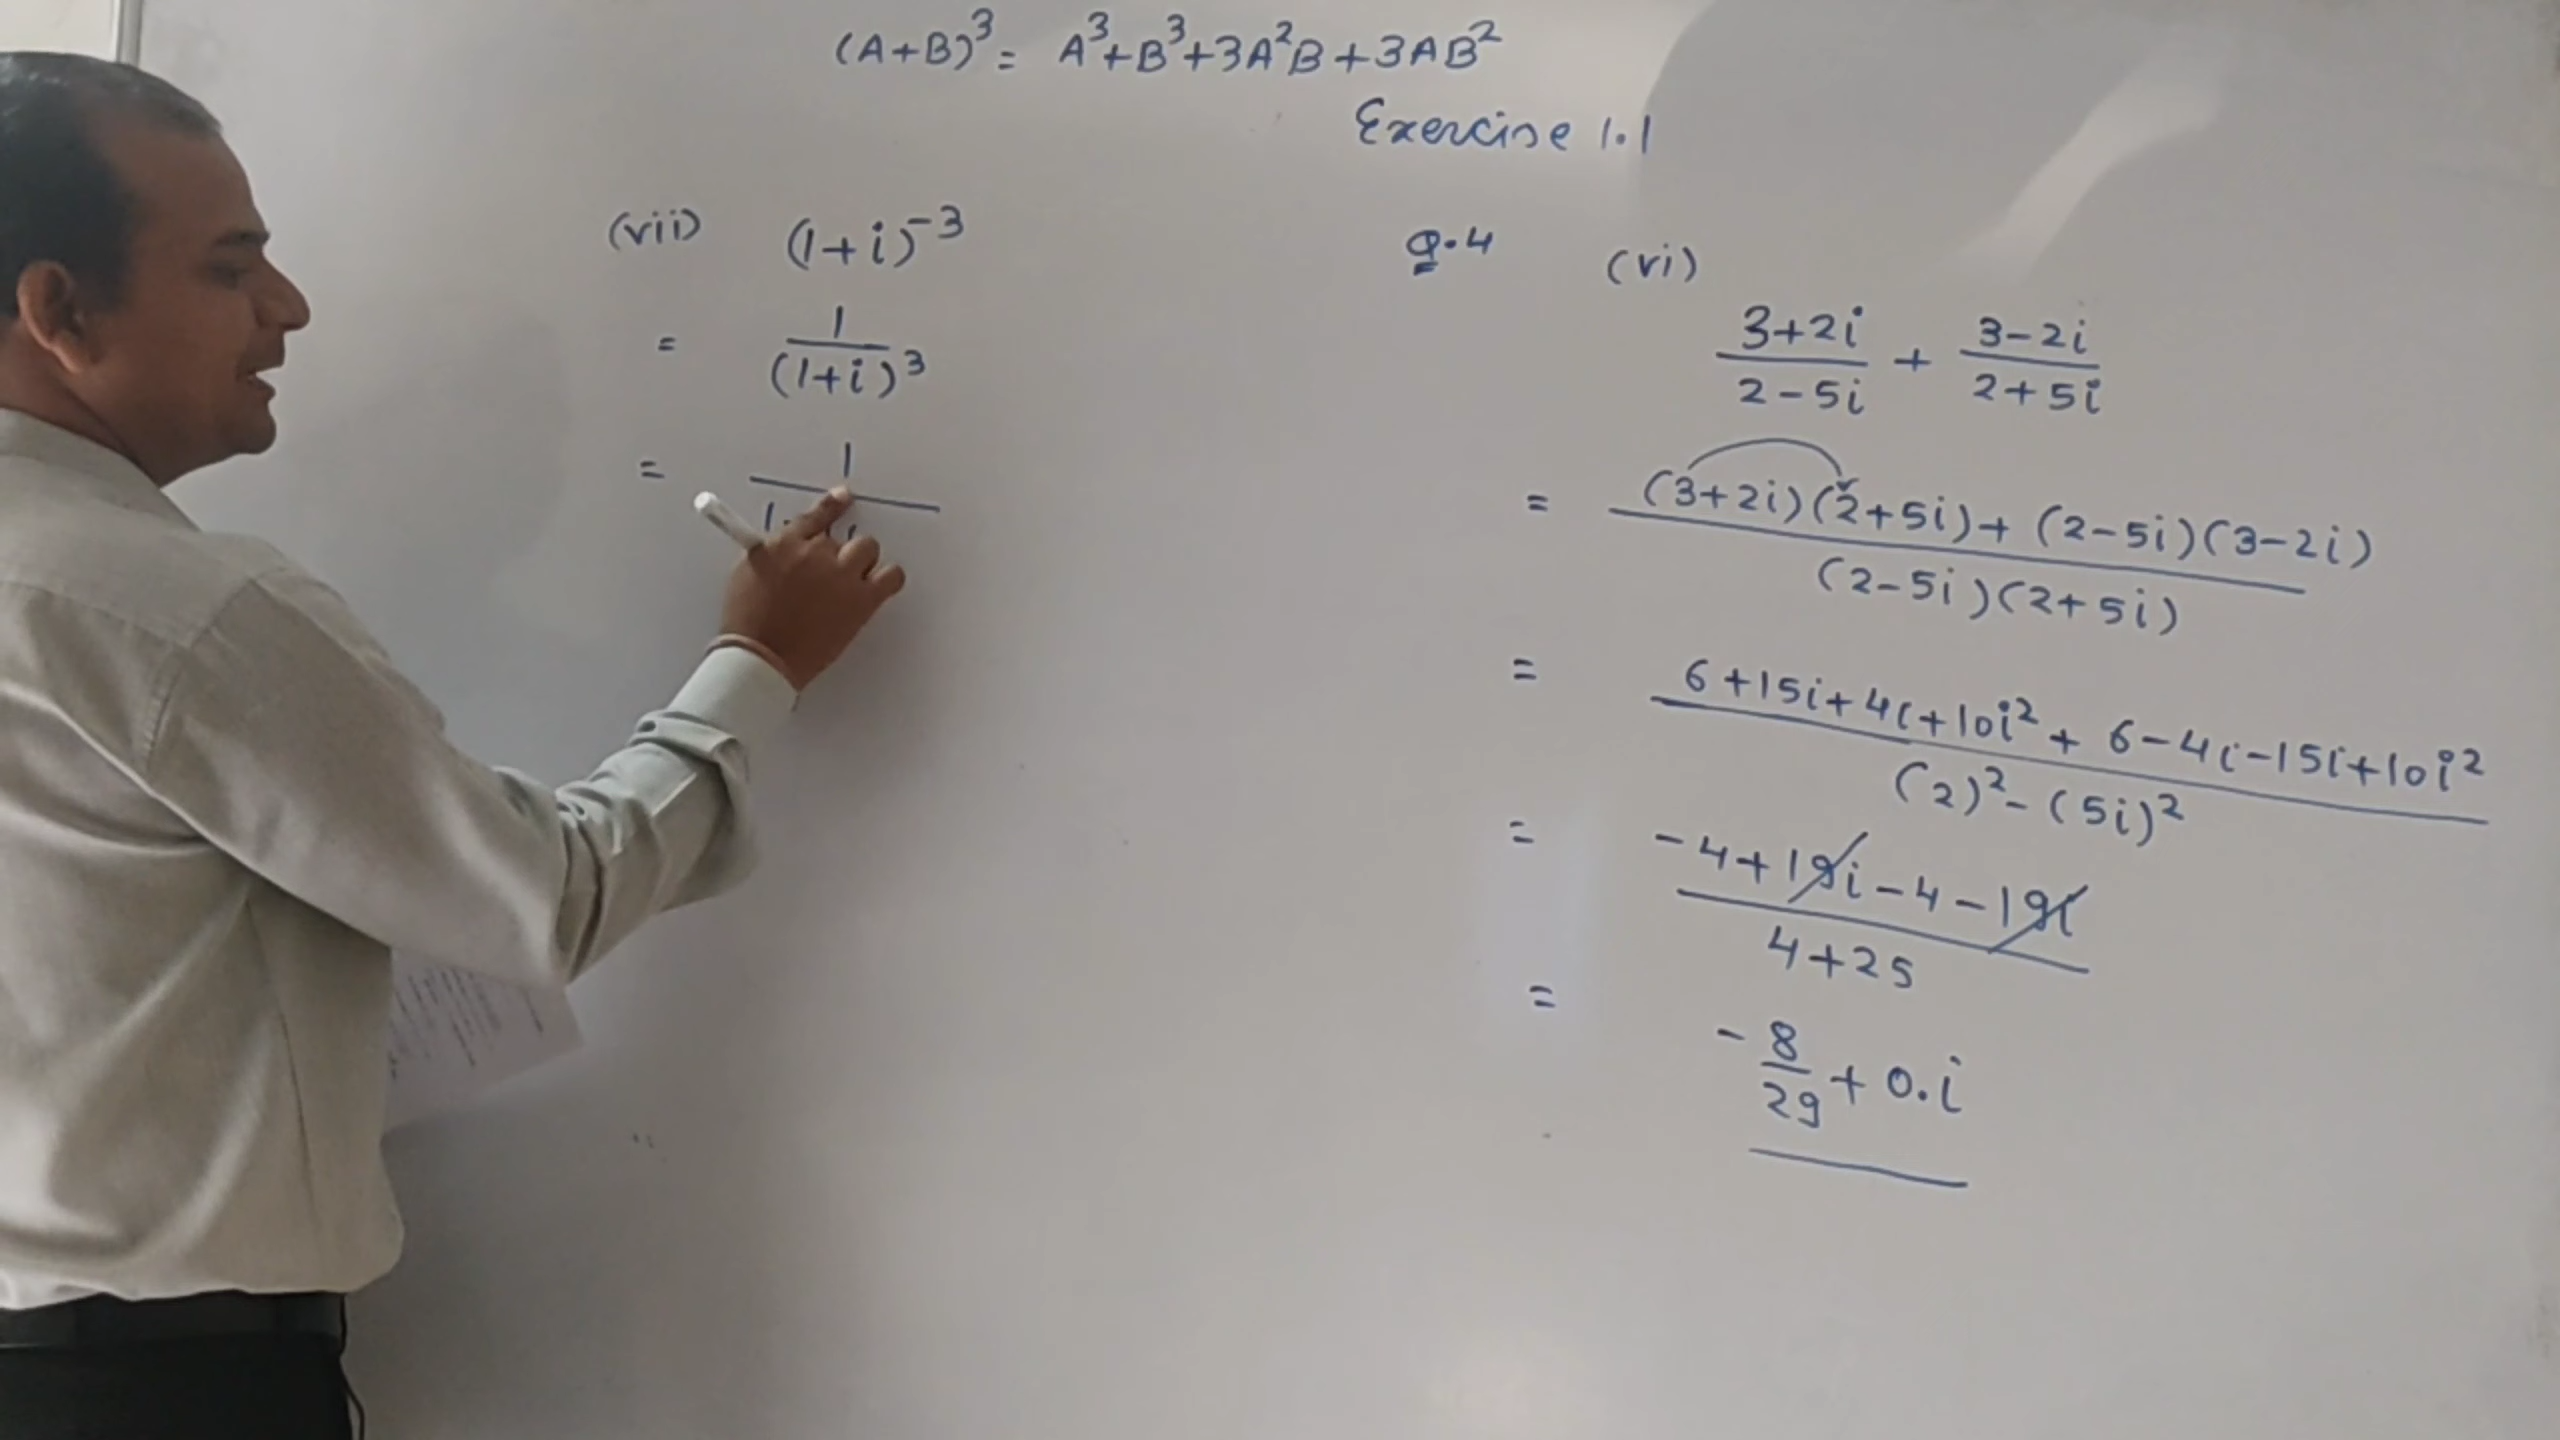 (A+B)³ = A³+B³+3A²B+3AB²
Exercise 1.1
(vii) (1+i)⁻³
= 1/(1+i)³
= 1/
Q.4 (vi)
(3+2i)/(2-5i) + (3-2i)/(2+5i)
= ((3+2i)(2+5i)+(2-5i)(3-2i))/((2-5i)(2+5i))
= (6+15i+4i+10i²+6-4i-15i+10i²)/((2)²-(5i)²)
= (-4+19i-4-19i)/(4+25)
= -8/29+0.i